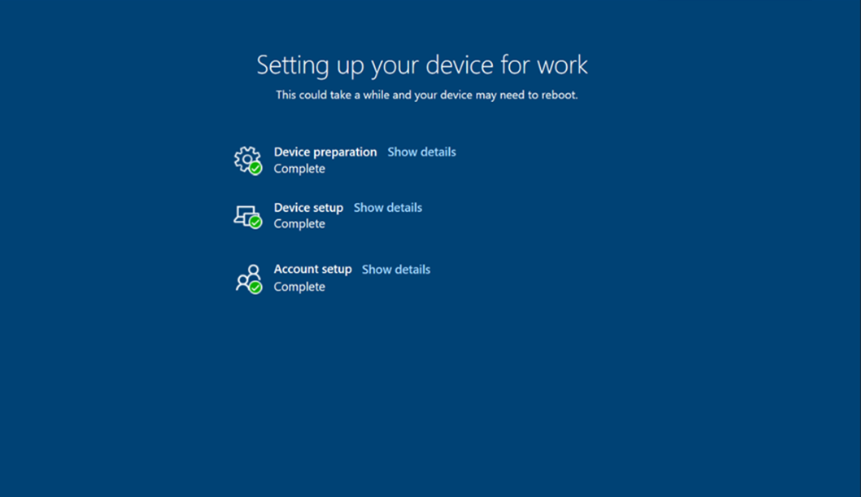 Setting up your device for work
This could take a while and your device may need to reboot.
Device preparation Show details
Complete
Device setup Show details
Complete
Account setup Show details
Complete